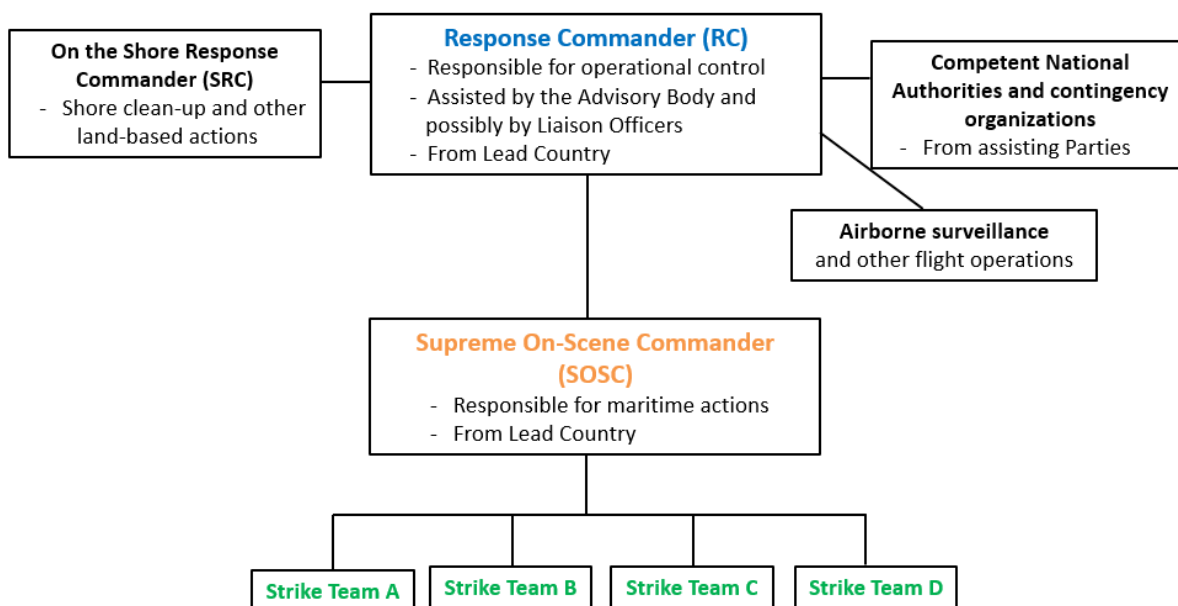 On the Shore Response
Commander (SRC)
- Shore clean-up and other
land-based actions
Response Commander (RC)
- Responsible for operational control
- Assisted by the Advisory Body and
possibly by Liaison Officers
- From Lead Country
Competent National
Authorities and contingency
organizations
- From assisting Parties
Airborne surveillance
and other flight operations
Supreme On-Scene Commander
(SOSC)
- Responsible for maritime actions
- From Lead Country
Strike Team A
Strike Team B
Strike Team C
Strike Team D